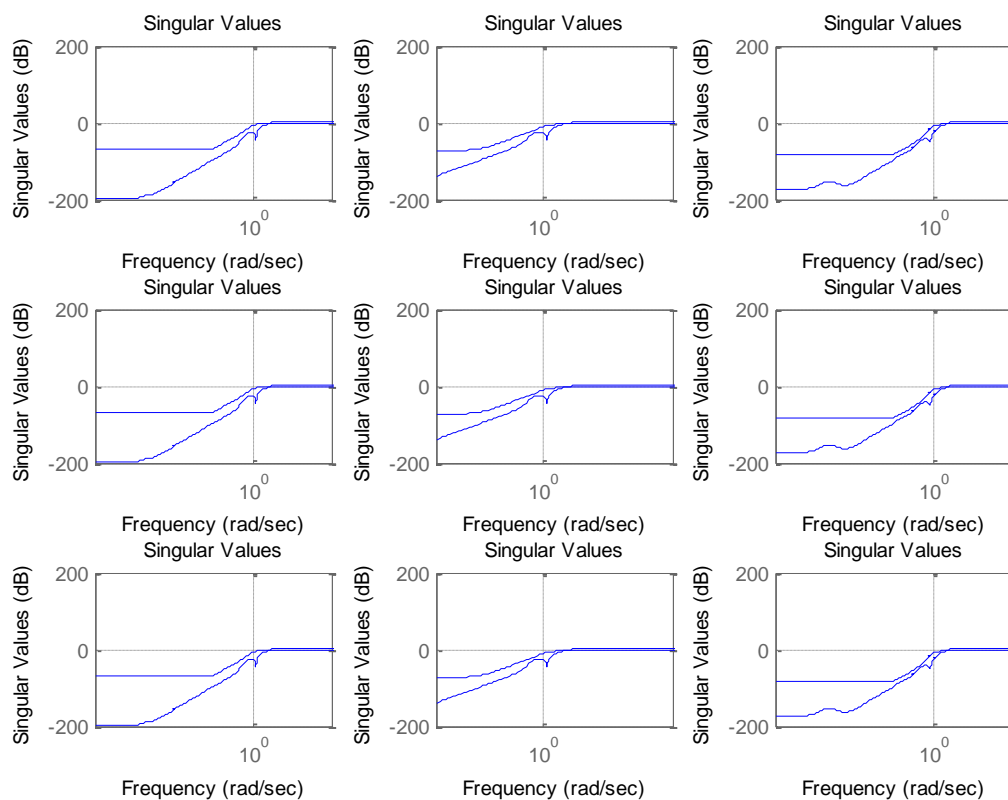 Singular Values
Singular Values
Singular Values
Singular Values (dB)
200
0
-200
10^0
Frequency (rad/sec)
Singular Values (dB)
200
0
-200
10^0
Frequency (rad/sec)
Singular Values (dB)
200
0
-200
10^0
Frequency (rad/sec)
Singular Values
Singular Values
Singular Values
Singular Values (dB)
200
0
-200
10^0
Frequency (rad/sec)
Singular Values (dB)
200
0
-200
10^0
Frequency (rad/sec)
Singular Values (dB)
200
0
-200
10^0
Frequency (rad/sec)
Singular Values
Singular Values
Singular Values
Singular Values (dB)
200
0
-200
10^0
Frequency (rad/sec)
Singular Values (dB)
200
0
-200
10^0
Frequency (rad/sec)
Singular Values (dB)
200
0
-200
10^0
Frequency (rad/sec)